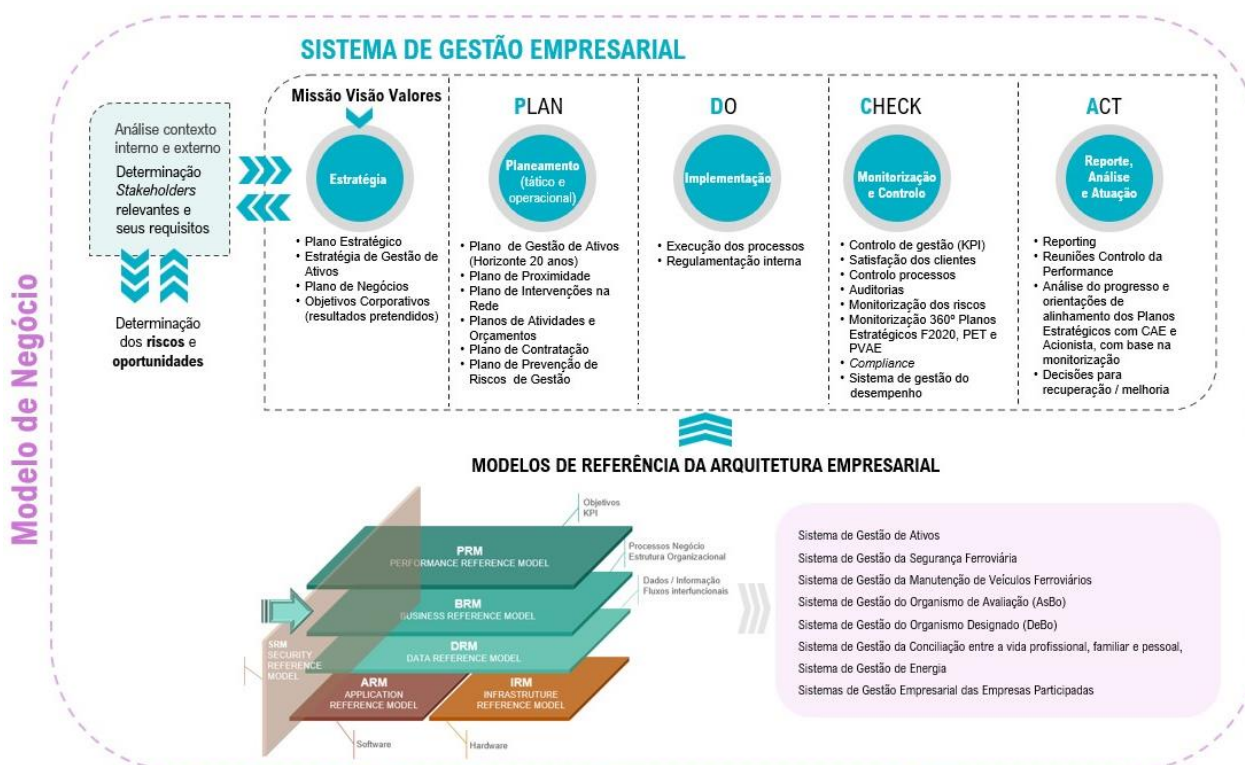 SISTEMA DE GESTÃO EMPRESARIAL
Modelo de Negócio
Análise contexto
interno e externo
Determinação
Stakeholders
relevantes e
seus requisitos
Determinação
dos riscos e
oportunidades
Missão Visão Valores
Estratégia
• Plano Estratégico
• Estratégia de Gestão de
Ativos
• Plano de Negócios
• Objetivos Corporativos
(resultados pretendidos)
PLAN
Planeamento
(tático e
operacional)
• Plano de Gestão de Ativos
(Horizonte 20 anos)
• Plano de Proximidade
• Plano de Intervenções na
Rede
• Planos de Atividades e
Orçamentos
• Plano de Contratação
• Plano de Prevenção de
Riscos de Gestão
DO
Implementação
• Execução dos processos
• Regulamentação interna
CHECK
Monitorização
e Controlo
• Controlo de gestão (KPI)
• Satisfação dos clientes
• Controlo processos
• Auditorias
• Monitorização dos riscos
• Monitorização 360º Planos
Estratégicos F2020, PET e
PVAE
• Compliance
• Sistema de gestão do
desempenho
ACT
Reporte,
Análise
e Atuação
• Reporting
• Reuniões Controlo da
Performance
• Análise do progresso e
orientações de
alinhamento dos Planos
Estratégicos com CAE e
Acionista, com base na
monitorização
• Decisões para
recuperação / melhoria
MODELOS DE REFERÊNCIA DA ARQUITETURA EMPRESARIAL
Objetivos
KPI
PRM
PERFORMANCE REFERENCE MODEL
Processos Negócio
Estrutura Organizacional
BRM
BUSINESS REFERENCE MODEL
Dados / Informação
Fluxos interfuncionais
DRM
DATA REFERENCE MODEL
SRM
SECURITY
REFERENCE
MODEL
ARM
APPLICATION
REFERENCE MODEL
IRM
INFRASTRUTURE
REFERENCE MODEL
Software
Hardware
Sistema de Gestão de Ativos
Sistema de Gestão da Segurança Ferroviária
Sistema de Gestão da Manutenção de Veículos Ferroviários
Sistema de Gestão do Organismo de Avaliação (AsBo)
Sistema de Gestão do Organismo Designado (DeBo)
Sistema de Gestão da Conciliação entre a vida profissional, familiar e pessoal,
Sistema de Gestão de Energia
Sistemas de Gestão Empresarial das Empresas Participadas